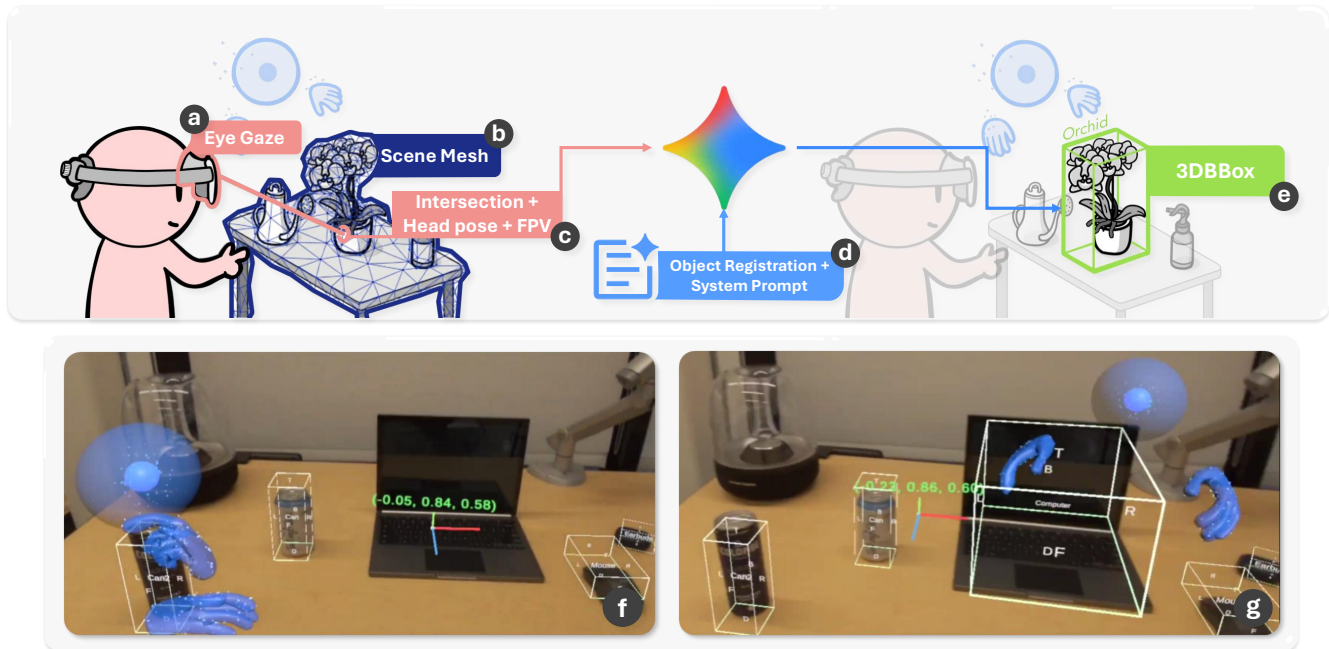 a
Eye Gaze
b
Scene Mesh
Intersection +
Head pose + FPV
c
Object Registration +
System Prompt
d
Orchid
3DBBox
e
(-0.05, 0.84, 0.58)
T
B
Can
F
R
D
L
Can2
R
D
Mouse
Earbuds
f
T
B
Computer
R
DF
T
B
Can
F
D
T
L
Can2
R
D
F
g